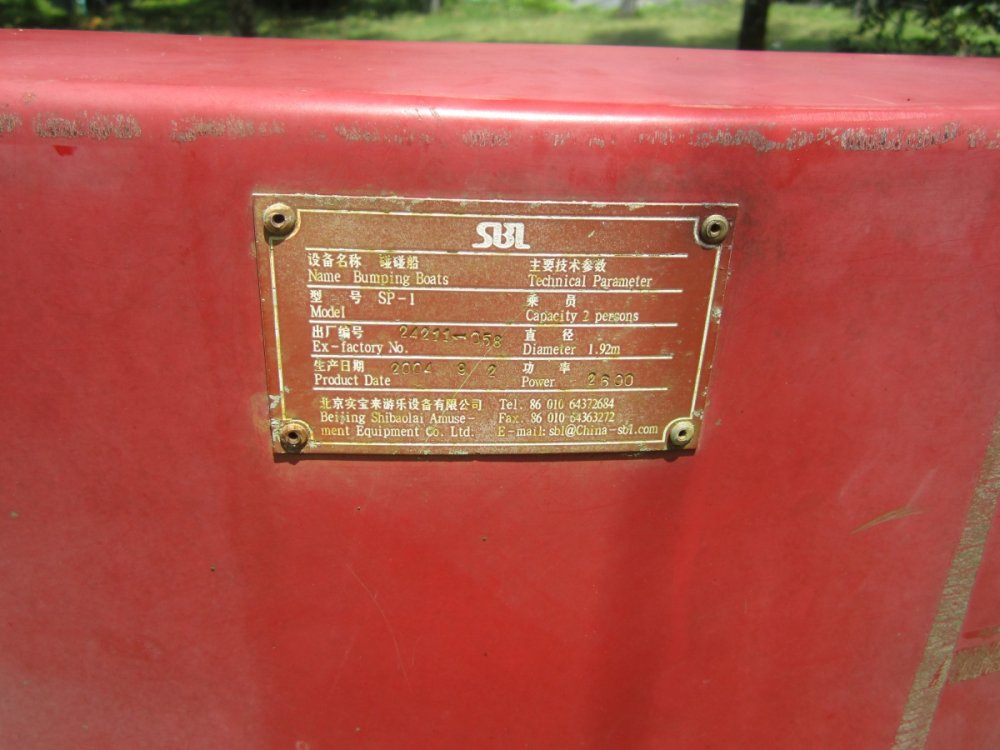 SBL
设备名称 碰碰船 主要技术参数
Name Bumping Boats Technical Parameter
型 号 SP-1 乘 员
Model Capacity 2 persons
出厂编号 24211-058 直 径
Ex-factory No. Diameter 1.92m
生产日期 2004 9/2 功 率
Product Date Power 2600
北京实宝来游乐设备有限公司 Tel. 86 010 64372684
Beijing Shibaolai Amuse- Fax. 86 010 64363272
ment Equipment Co. Ltd. E-mail: sbl@China-sbl.com